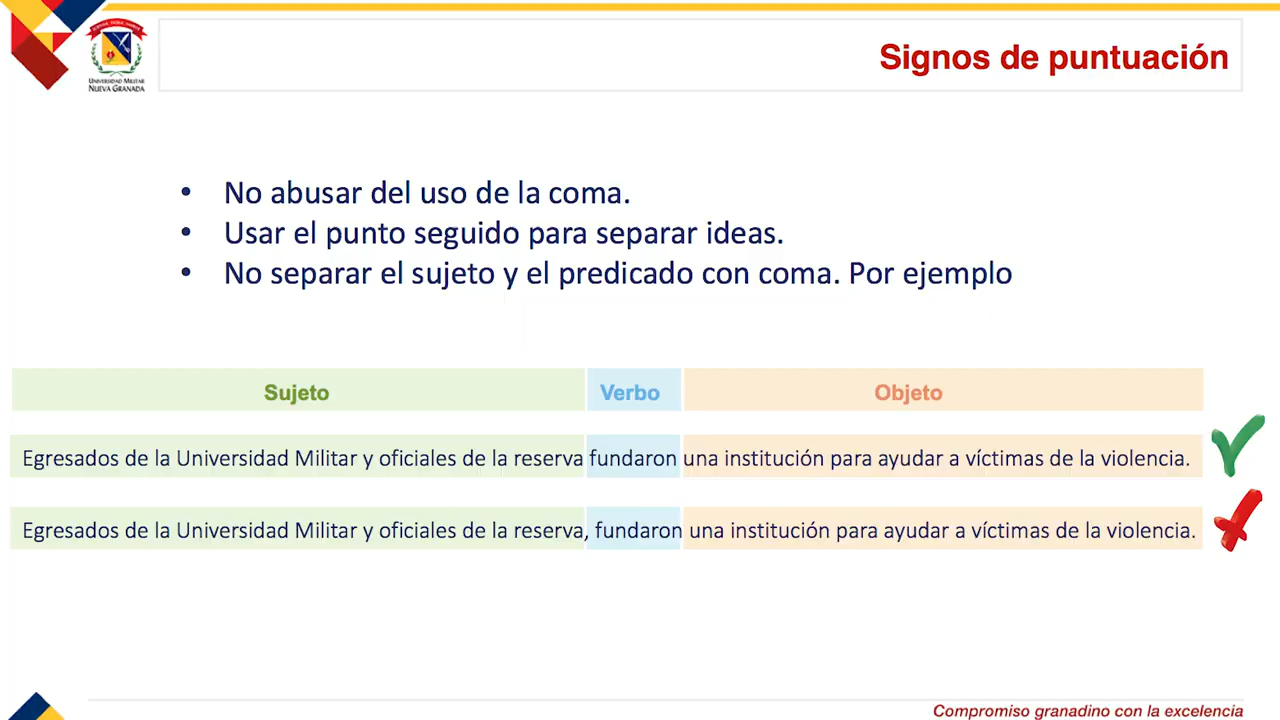 UNIVERSIDAD MILITAR
NUEVA GRANADA
Signos de puntuación
• No abusar del uso de la coma.
• Usar el punto seguido para separar ideas.
• No separar el sujeto y el predicado con coma. Por ejemplo
Sujeto Verbo Objeto
Egresados de la Universidad Militar y oficiales de la reserva fundaron una institución para ayudar a víctimas de la violencia.
Egresados de la Universidad Militar y oficiales de la reserva, fundaron una institución para ayudar a víctimas de la violencia.
Compromiso granadino con la excelencia